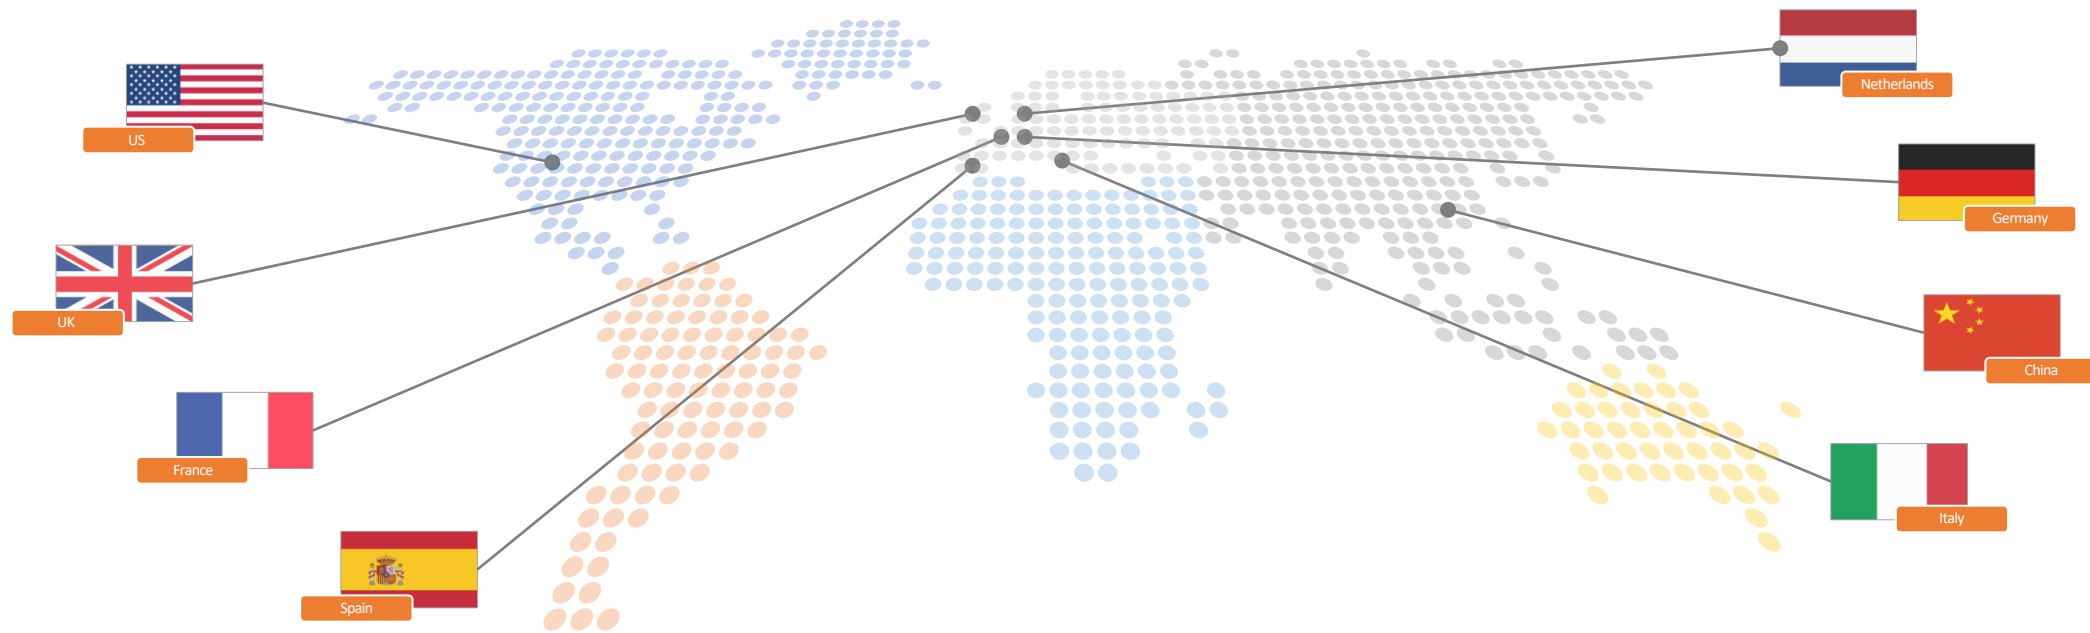 Netherlands
US
Germany
UK
China
France
Italy
Spain